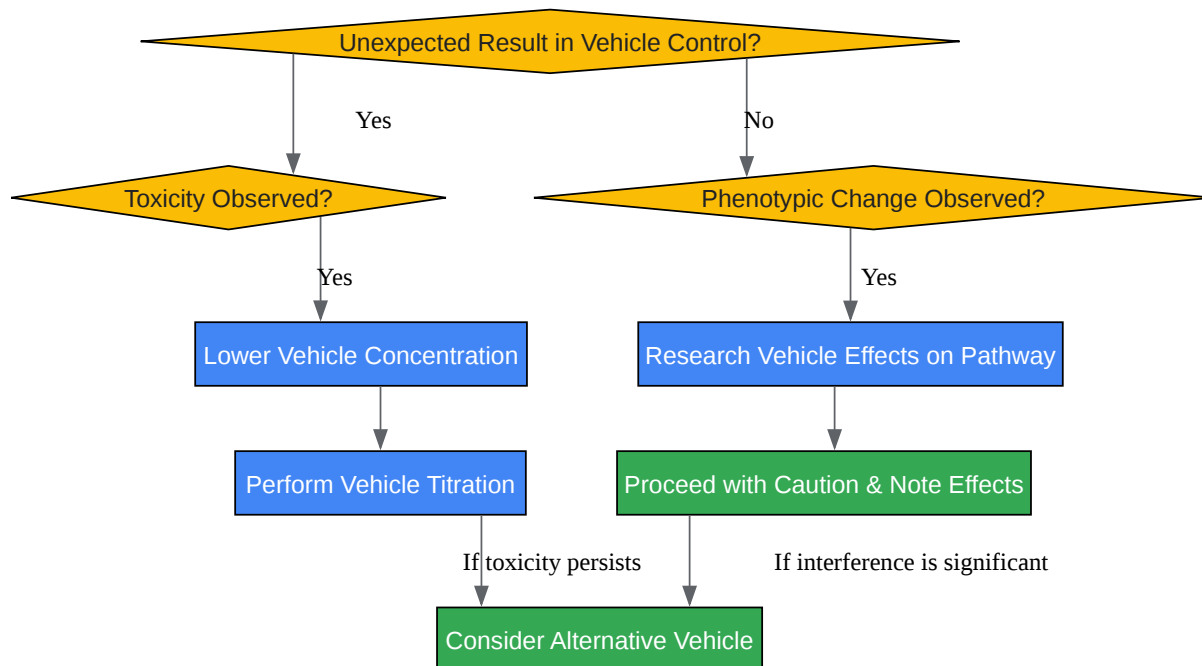 Unexpected Result in Vehicle Control?
Yes
No
Toxicity Observed?
Phenotypic Change Observed?
Yes
Yes
Lower Vehicle Concentration
Research Vehicle Effects on Pathway
Perform Vehicle Titration
Proceed with Caution & Note Effects
If toxicity persists
If interference is significant
Consider Alternative Vehicle